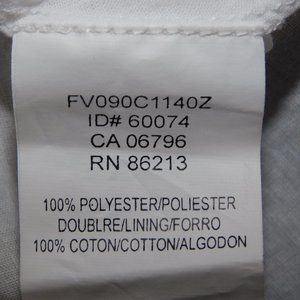 FV090C1140Z
ID# 60074
CA 06796
RN 86213
100% POLYESTER/POLIESTER
DOUBLRE/LINING/FORRO
100% COTON/COTTON/ALGODON